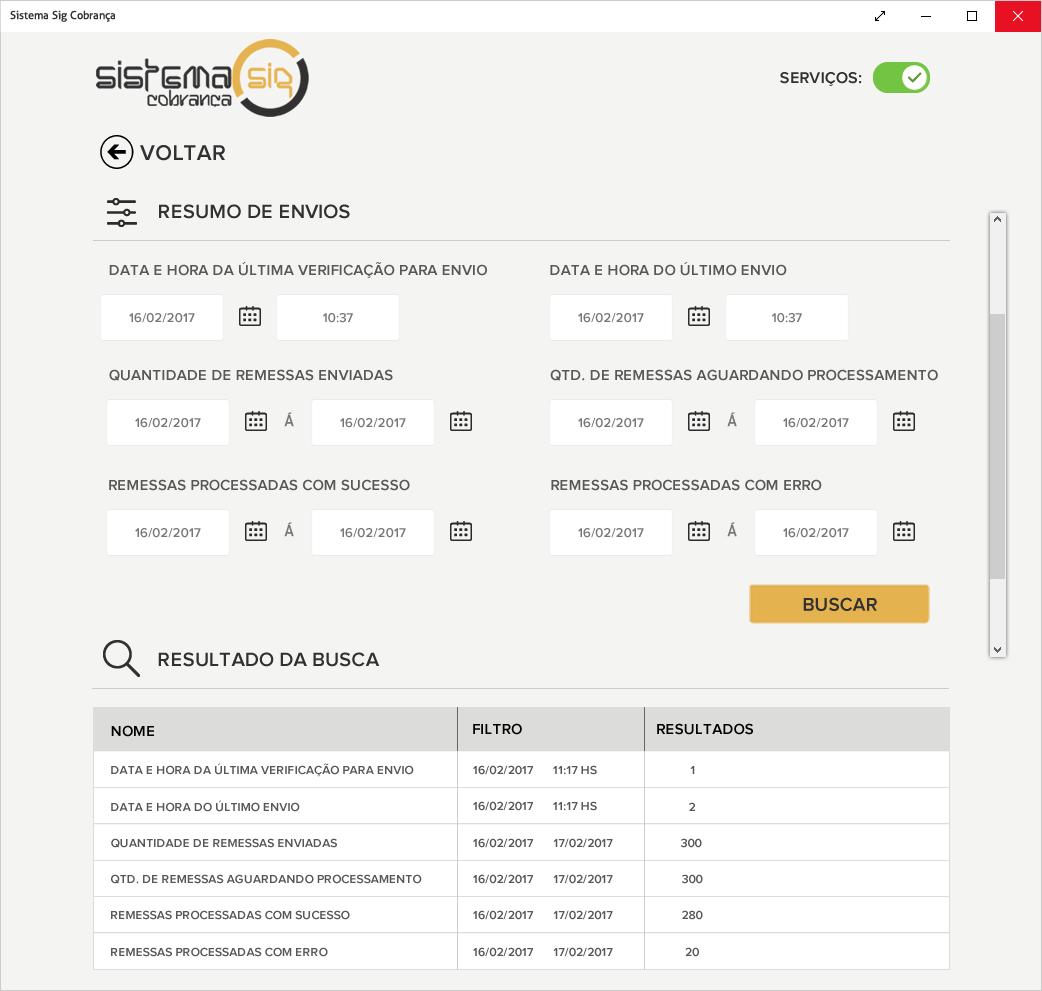 Sistema Sig Cobrança
sistema sig
cobranca
SERVIÇOS:
VOLTAR
RESUMO DE ENVIOS
DATA E HORA DA ÚLTIMA VERIFICAÇÃO PARA ENVIO DATA E HORA DO ÚLTIMO ENVIO
16/02/2017 10:37 16/02/2017 10:37
QUANTIDADE DE REMESSAS ENVIADAS QTD. DE REMESSAS AGUARDANDO PROCESSAMENTO
16/02/2017 Á 16/02/2017 16/02/2017 Á 16/02/2017
REMESSAS PROCESSADAS COM SUCESSO REMESSAS PROCESSADAS COM ERRO
16/02/2017 Á 16/02/2017 16/02/2017 Á 16/02/2017
BUSCAR
RESULTADO DA BUSCA
NOME FILTRO RESULTADOS
DATA E HORA DA ÚLTIMA VERIFICAÇÃO PARA ENVIO 16/02/2017 11:17 HS 1
DATA E HORA DO ÚLTIMO ENVIO 16/02/2017 11:17 HS 2
QUANTIDADE DE REMESSAS ENVIADAS 16/02/2017 17/02/2017 300
QTD. DE REMESSAS AGUARDANDO PROCESSAMENTO 16/02/2017 17/02/2017 300
REMESSAS PROCESSADAS COM SUCESSO 16/02/2017 17/02/2017 280
REMESSAS PROCESSADAS COM ERRO 16/02/2017 17/02/2017 20